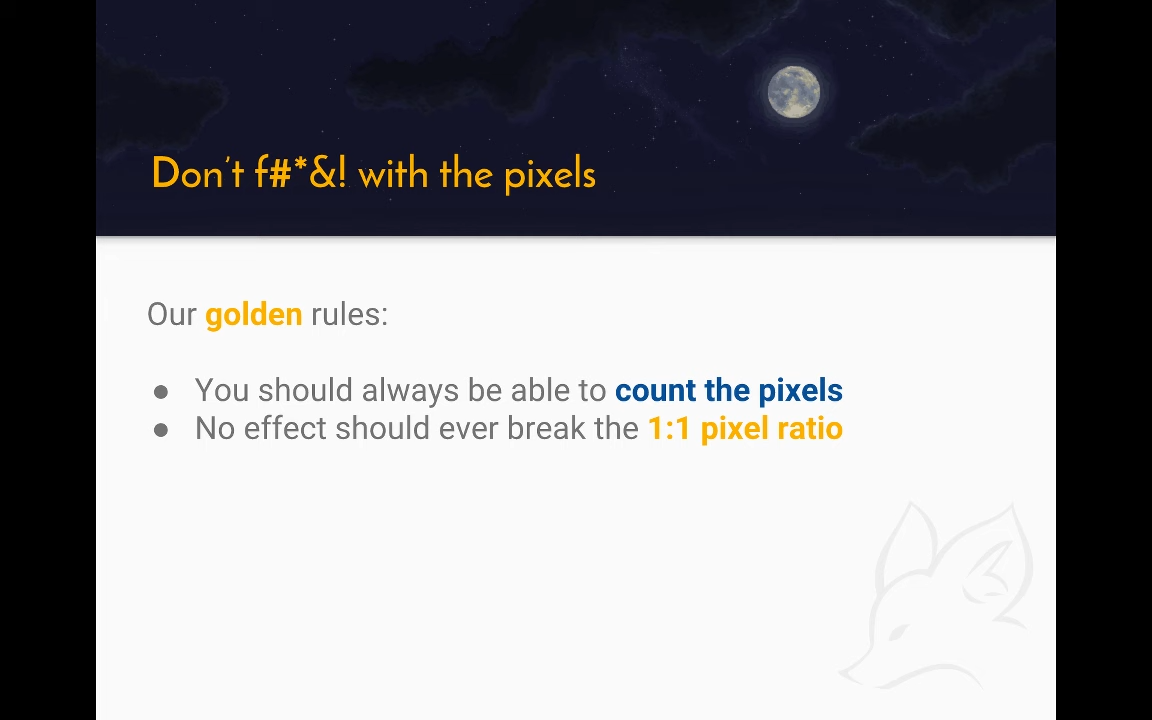 Don't f#*&! with the pixels
Our golden rules:
● You should always be able to count the pixels
● No effect should ever break the 1:1 pixel ratio